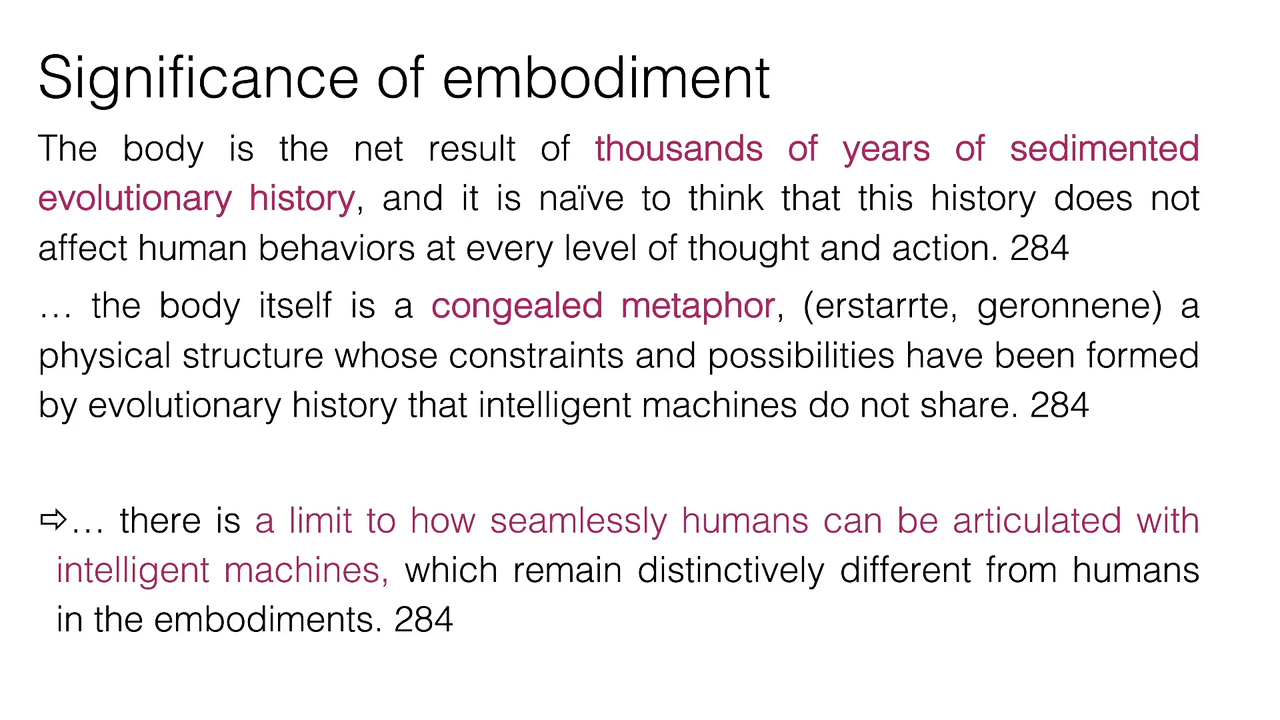 Significance of embodiment
The body is the net result of thousands of years of sedimented
evolutionary history, and it is naïve to think that this history does not
affect human behaviors at every level of thought and action. 284
… the body itself is a congealed metaphor, (erstarrte, geronnene) a
physical structure whose constraints and possibilities have been formed
by evolutionary history that intelligent machines do not share. 284
⇨… there is a limit to how seamlessly humans can be articulated with
intelligent machines, which remain distinctively different from humans
in the embodiments. 284